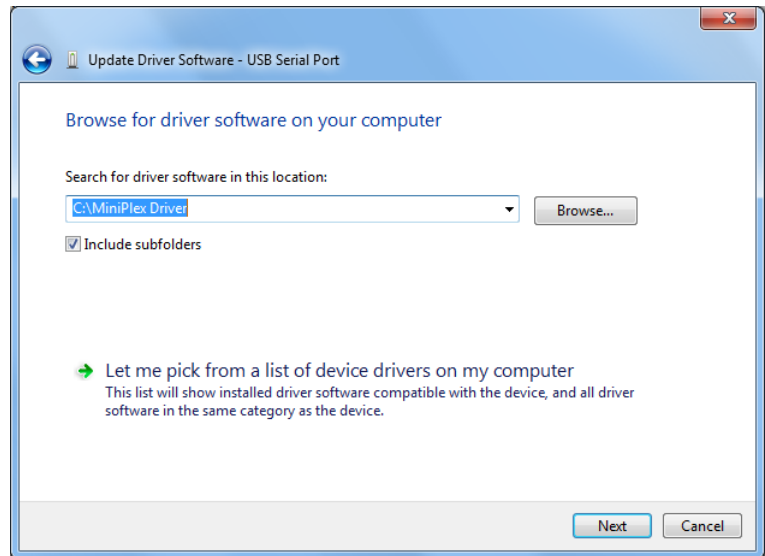 Update Driver Software - USB Serial Port
Browse for driver software on your computer
Search for driver software in this location:
C:\MiniPlex Driver
Browse...
Include subfolders
Let me pick from a list of device drivers on my computer
This list will show installed driver software compatible with the device, and all driver
software in the same category as the device.
Next
Cancel